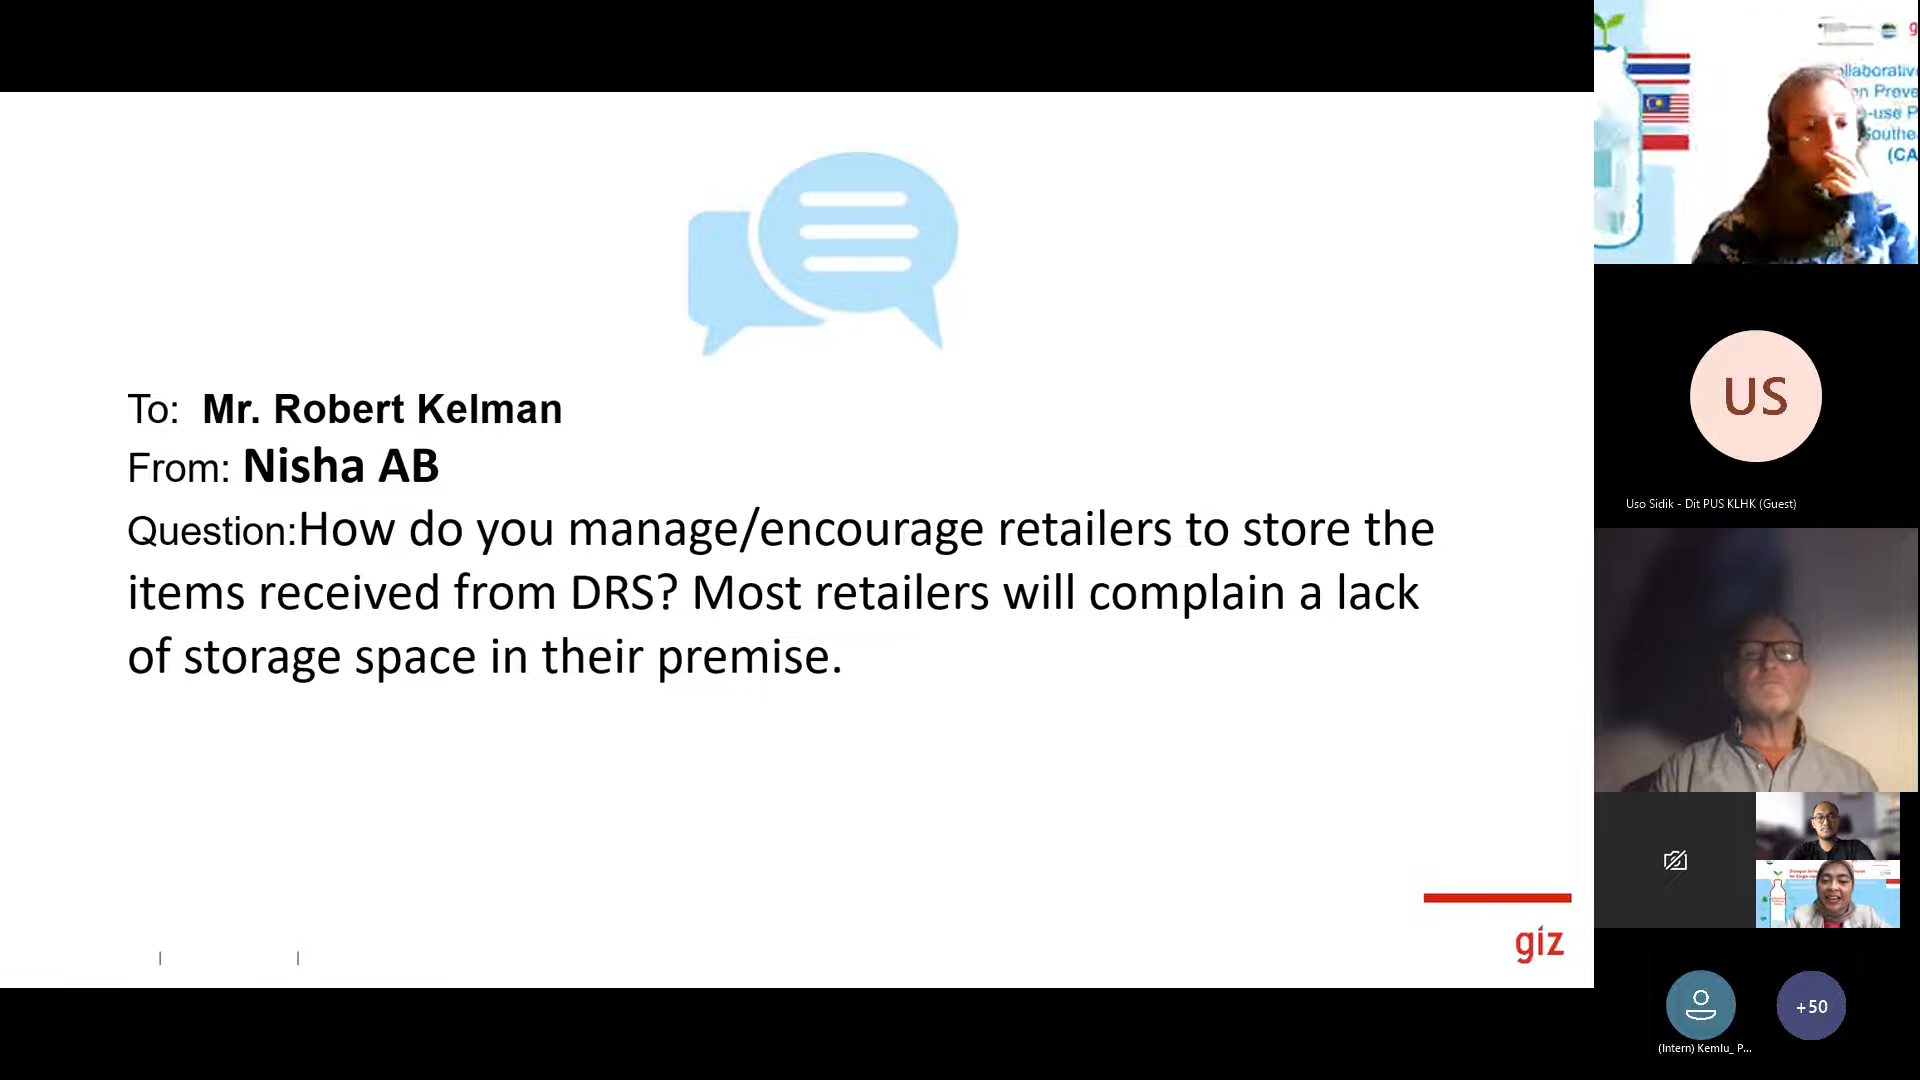 To: Mr. Robert Kelman
From: Nisha AB
Question:How do you manage/encourage retailers to store the
items received from DRS? Most retailers will complain a lack
of storage space in their premise.
giz
(CA
US
Uso Sidik - Dit PUS KLHK (Guest)
(Intern) Kemlu_ P...
+50